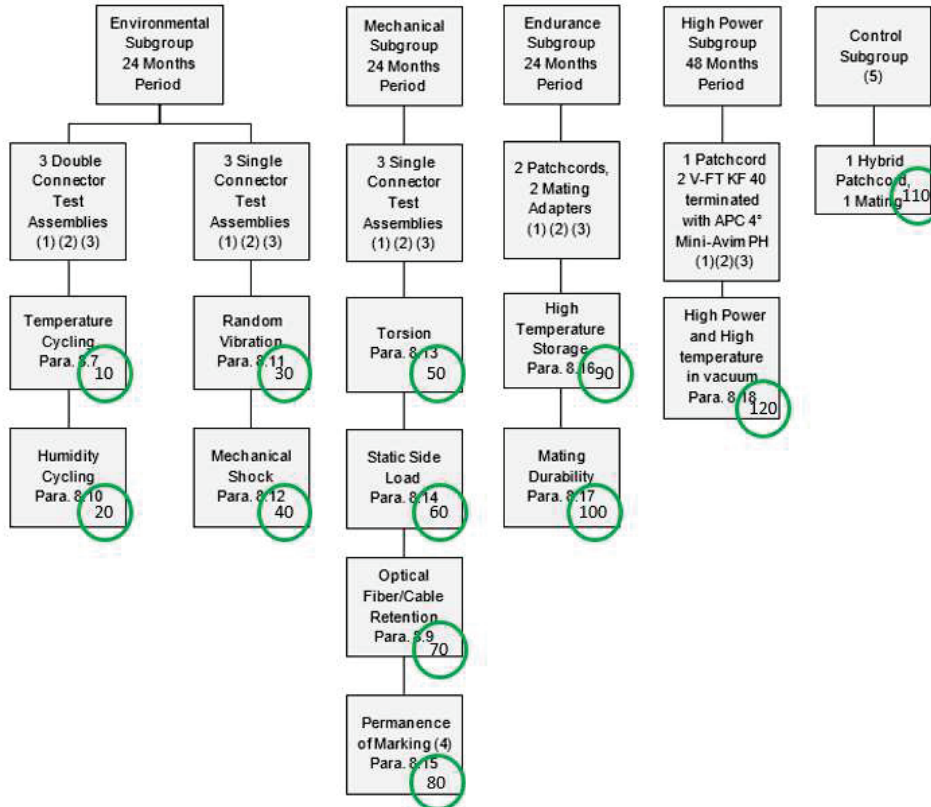 Environmental
Subgroup
24 Months
Period
Mechanical
Subgroup
24 Months
Period
Endurance
Subgroup
24 Months
Period
High Power
Subgroup
48 Months
Period
Control
Subgroup
(5)
3 Double
Connector
Test
Assemblies
(1) (2) (3)
3 Single
Connector
Test
Assemblies
(1) (2) (3)
3 Single
Connector
Test
Assemblies
(1) (2) (3)
2 Patchcords,
2 Mating
Adapters
(1) (2) (3)
1 Patchcord
2 V-FT KF 40
terminated
with APC 4°
Mini-Avim PH
(1)(2)(3)
1 Hybrid
Patchcord,
1 Mating
110
Temperature
Cycling
Para. 8.7
10
Random
Vibration
Para. 8.11
30
Torsion
Para. 8.13
50
High
Temperature
Storage
Para. 8.16
90
High Power
and High
temperature
in vacuum
Para. 8.18
120
Humidity
Cycling
Para. 8.10
20
Mechanical
Shock
Para. 8.12
40
Static Side
Load
Para. 8.14
60
Mating
Durability
Para. 8.17
100
Optical
Fiber/Cable
Retention
Para. 8.9
70
Permanence
of Marking (4)
Para. 8.15
80